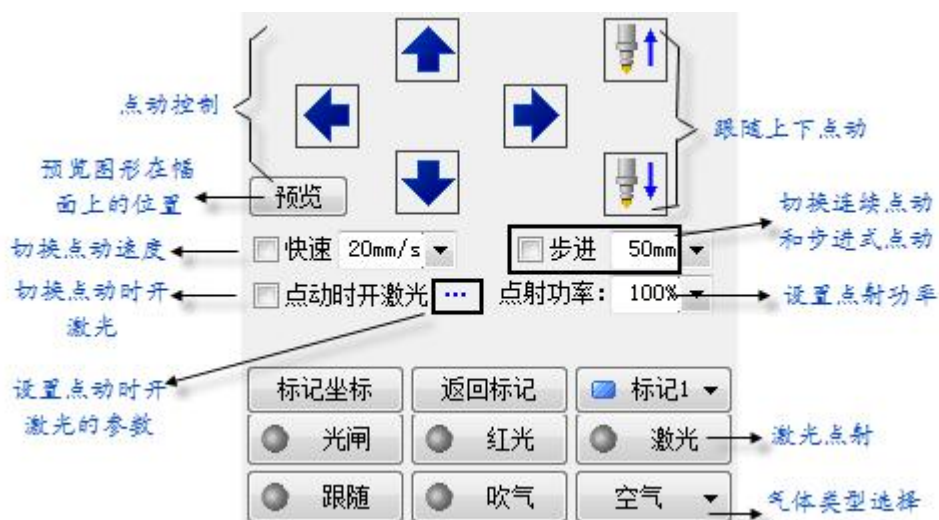 点动控制
跟随上下点动
预览图形在幅
面上的位置
预览
切换连续点动
和步进式点动
切换点动速度
快速 20mm/s
步进 50mm
切换点动时开
激光
点动时开激光 ...
点射功率: 100%
设置点射功率
设置点动时开
激光的参数
标记坐标
返回标记
标记1
光闸
红光
激光
激光点射
跟随
吹气
空气
气体类型选择